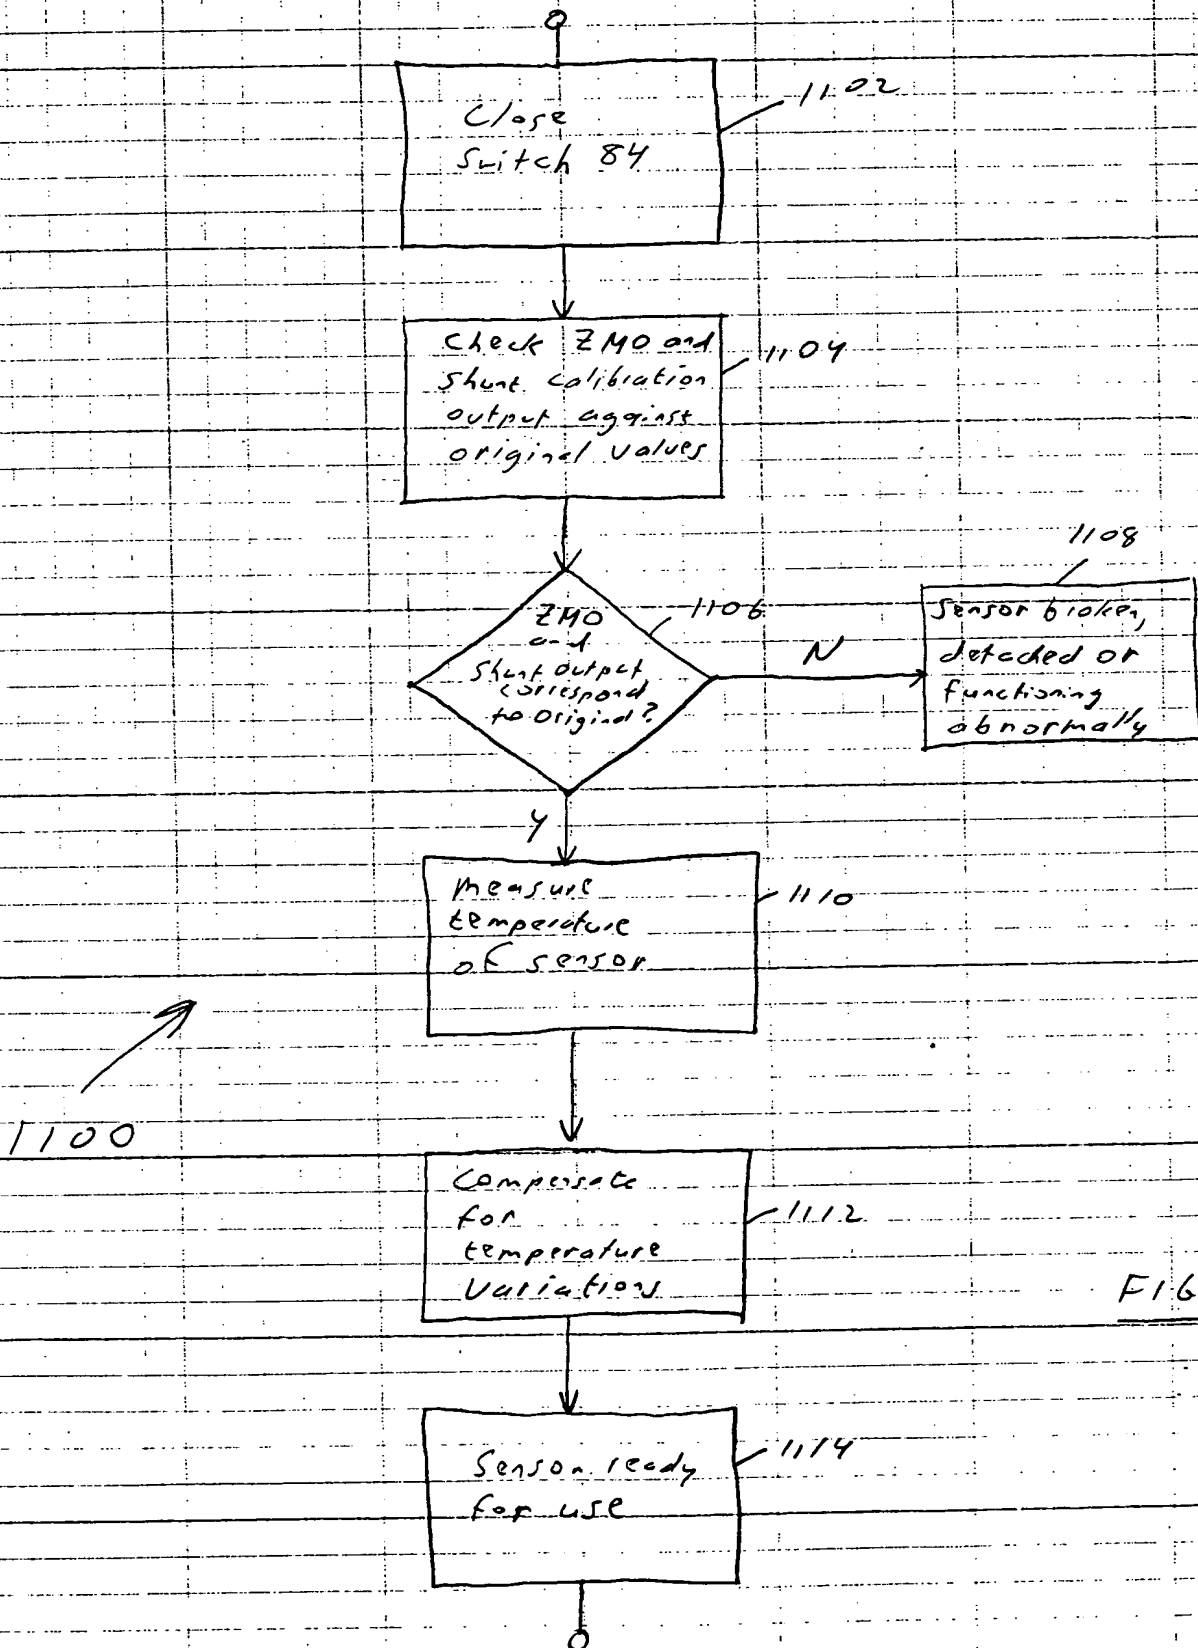 Close
Switch 84
1102
Check ZMO and
shunt calibration
output against
original values
1104
ZMO
and
Shunt output
correspond
to original?
1106
N
1108
Sensor broken,
detached or
functioning
abnormally
Y
Measure
temperature
of sensor
1110
1100
Compensate
for
temperature
variations
1112
FIG
Sensor ready
for use
1114